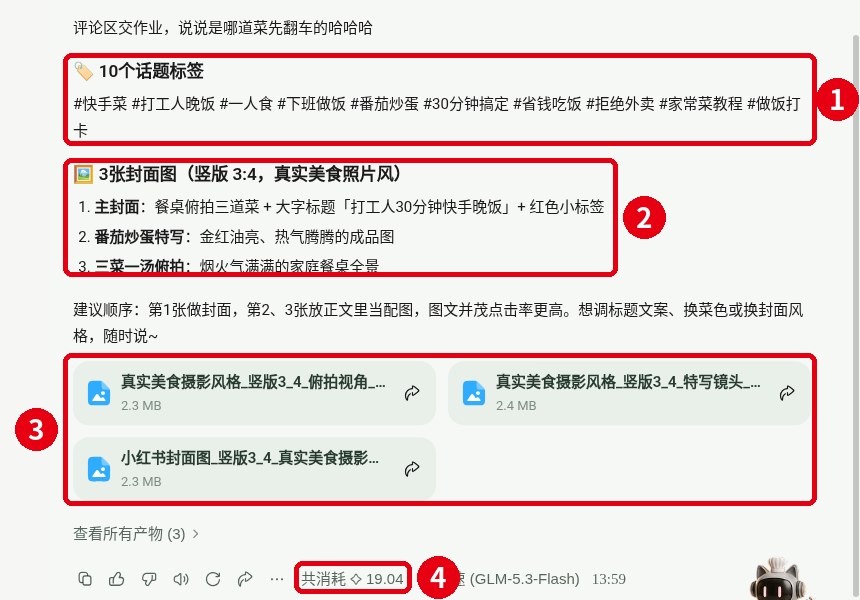 评论区交作业，说说是哪道菜先翻车的哈哈哈
🏷️ 10个话题标签
#快手菜 #打工人晚饭 #一人食 #下班做饭 #番茄炒蛋 #30分钟搞定 #省钱吃饭 #拒绝外卖 #家常菜教程 #做饭打
卡
1
🖼️ 3张封面图（竖版 3:4，真实美食照片风）
1. 主封面：餐桌俯拍三道菜 + 大字标题「打工人30分钟快手晚饭」+ 红色小标签
2
2. 番茄炒蛋特写：金红油亮、热气腾腾的成品图
3. 三菜一汤俯拍：烟火气满满的家庭餐桌全景
建议顺序：第1张做封面，第2、3张放正文里当配图，图文并茂点击率更高。想调标题文案、换菜色或换封面风
格，随时说~
真实美食摄影风格_竖版3_4_俯拍视角_...
2.3 MB
真实美食摄影风格_竖版3_4_特写镜头_...
2.4 MB
3
小红书封面图_竖版3_4_真实美食摄影...
2.3 MB
查看所有产物 (3) >
共消耗 19.04
4
(GLM-5.3-Flash) 13:59